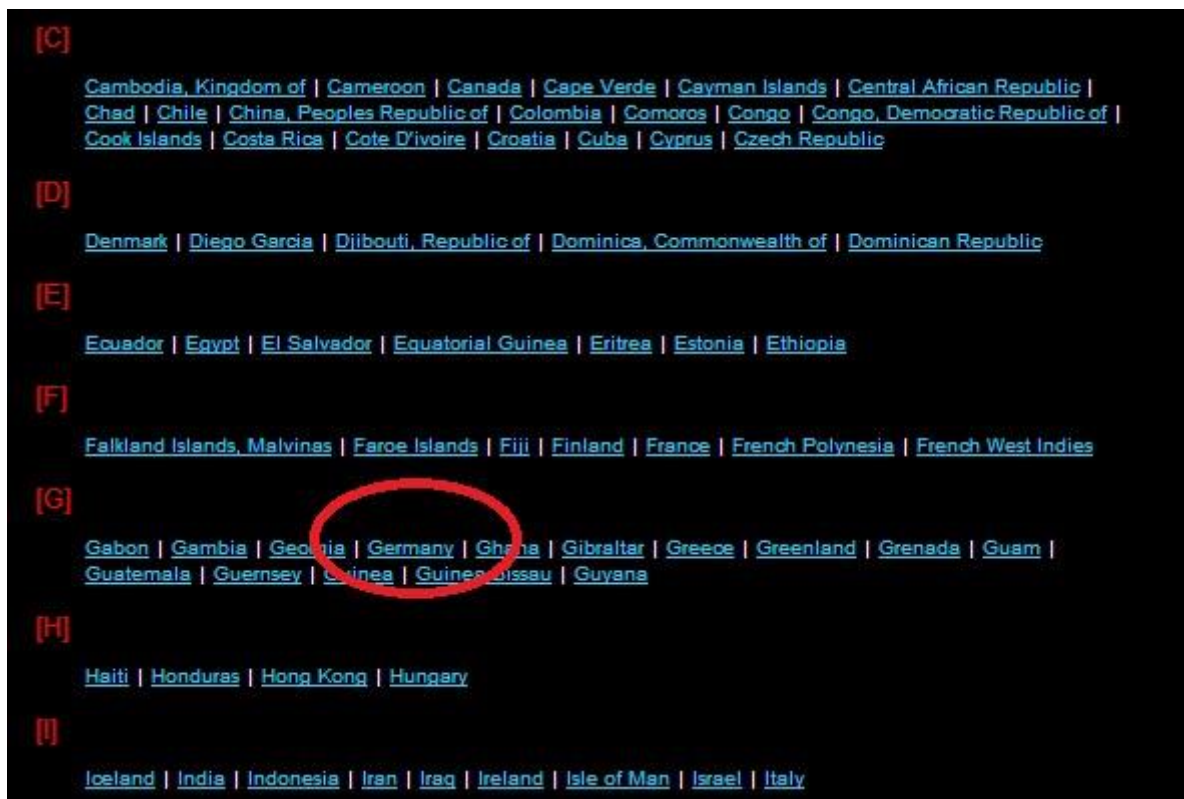 [C]
Cambodia, Kingdom of | Cameroon | Canada | Cape Verde | Cayman Islands | Central African Republic |
Chad | Chile | China, Peoples Republic of | Colombia | Comoros | Congo | Congo, Democratic Republic of |
Cook Islands | Costa Rica | Cote D'ivoire | Croatia | Cuba | Cyprus | Czech Republic
[D]
Denmark | Diego Garcia | Djibouti, Republic of | Dominica, Commonwealth of | Dominican Republic
[E]
Ecuador | Egypt | El Salvador | Equatorial Guinea | Eritrea | Estonia | Ethiopia
[F]
Falkland Islands, Malvinas | Faroe Islands | Fiji | Finland | France | French Polynesia | French West Indies
[G]
Gabon | Gambia | Georgia | Germany | Ghana | Gibraltar | Greece | Greenland | Grenada | Guam |
Guatemala | Guernsey | Guinea | Guinea Bissau | Guyana
[H]
Haiti | Honduras | Hong Kong | Hungary
[I]
Iceland | India | Indonesia | Iran | Iraq | Ireland | Isle of Man | Israel | Italy